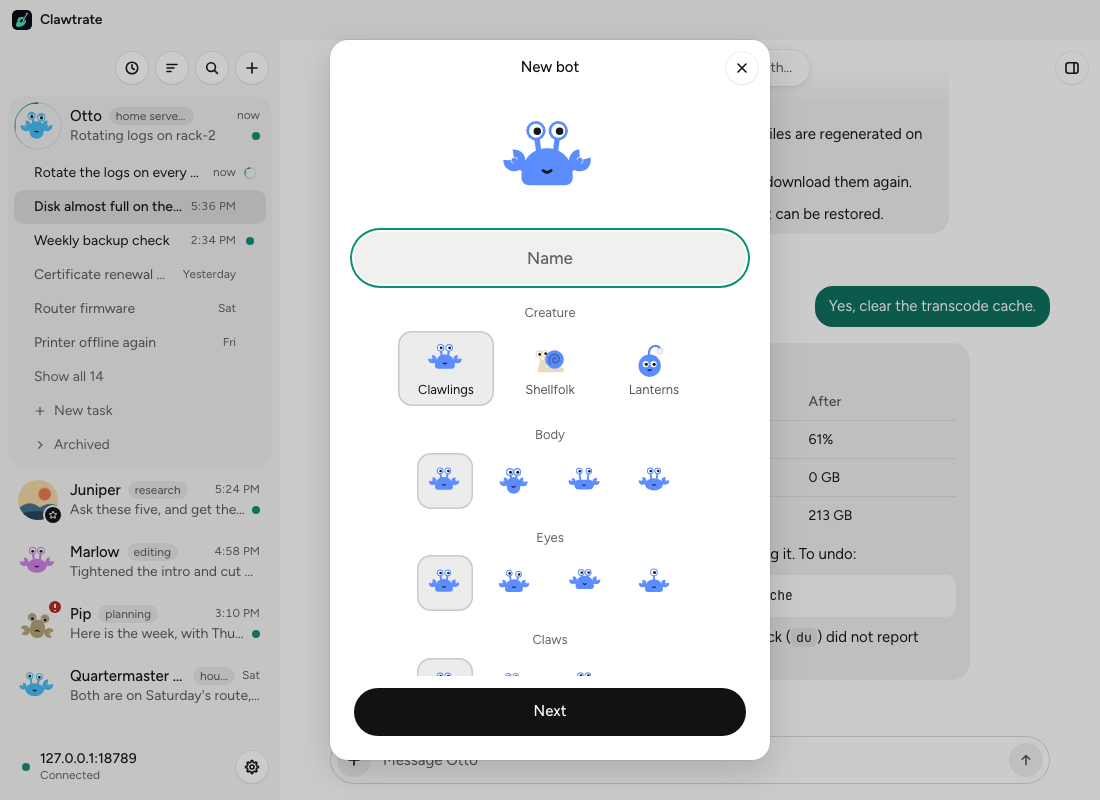 Clawtrate
Otto home serve… now
Rotating logs on rack-2
Rotate the logs on every … now
Disk almost full on the… 5:36 PM
Weekly backup check 2:34 PM
Certificate renewal … Yesterday
Router firmware Sat
Printer offline again Fri
Show all 14
New task
Archived
Juniper research 5:24 PM
Ask these five, and get the…
Marlow editing 4:58 PM
Tightened the intro and cut …
Pip planning 3:10 PM
Here is the week, with Thu…
Quartermaster … hou… Sat
Both are on Saturday's route,…
127.0.0.1:18789
Connected
New bot
Name
Creature
Clawlings Shellfolk Lanterns
Body
Eyes
Claws
Next
th…
iles are regenerated on
download them again.
can be restored.
Yes, clear the transcode cache.
After
61%
0 GB
213 GB
g it. To undo:
che
ck (du) did not report
Message Otto